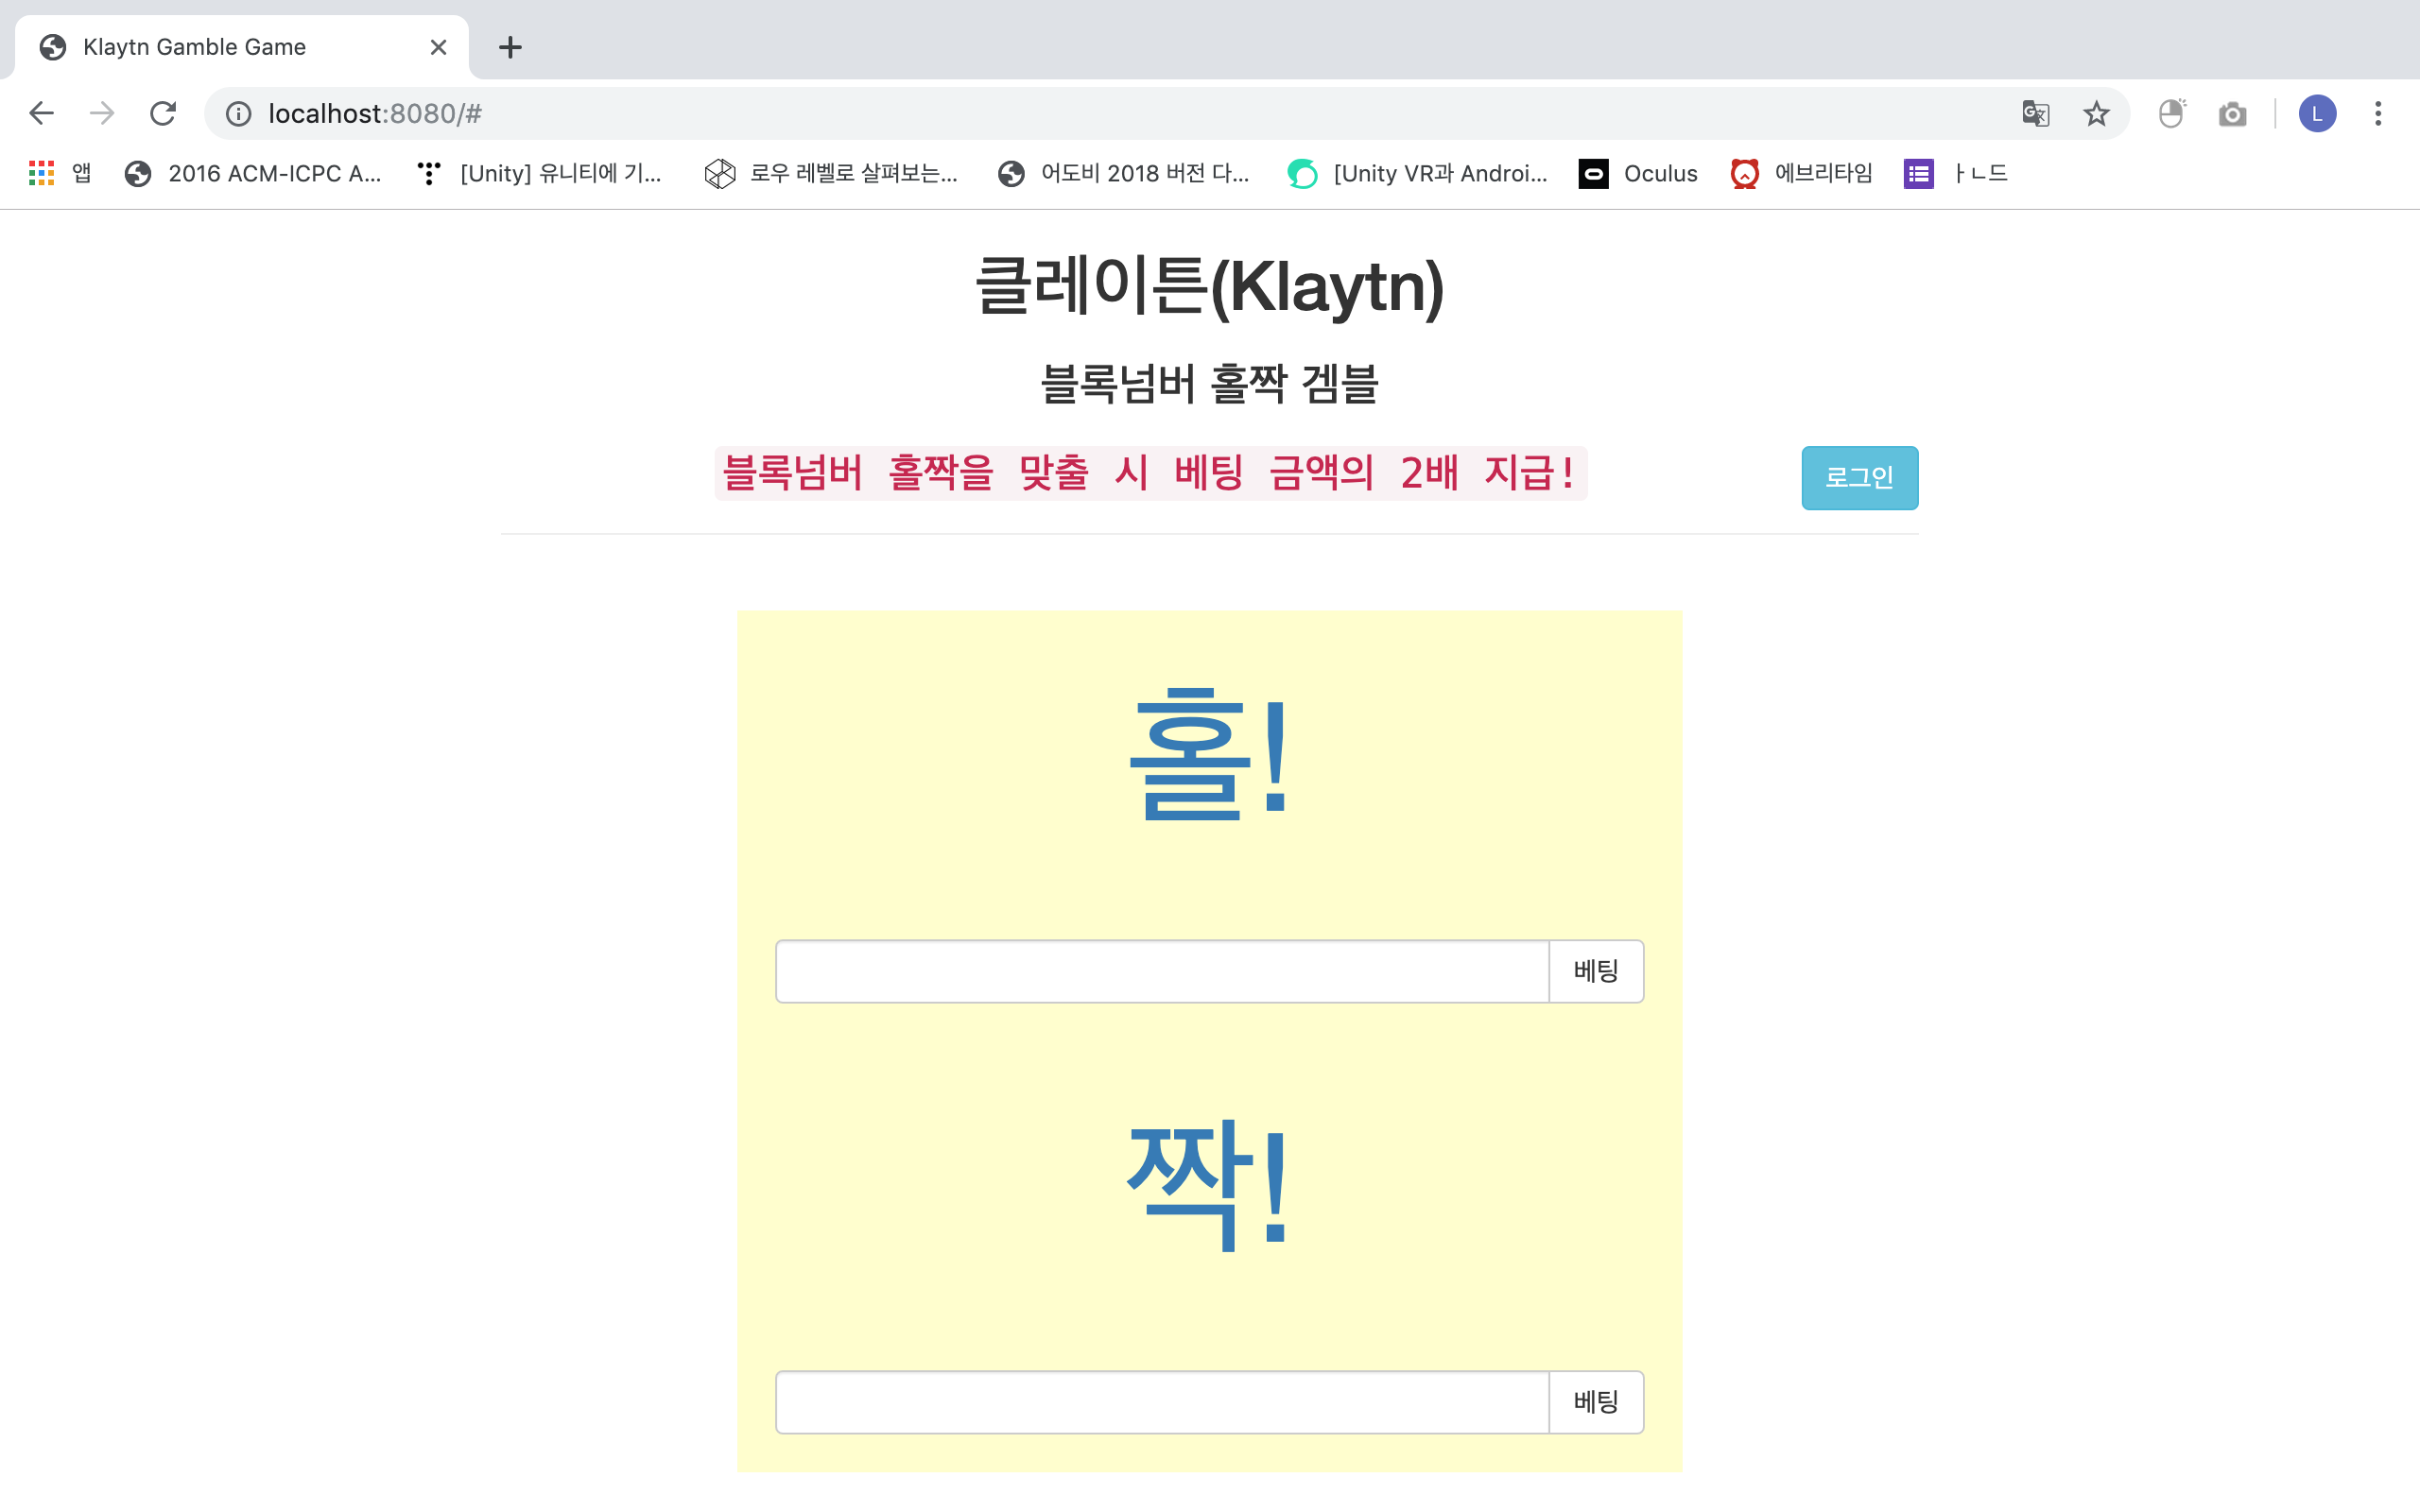 Klaytn Gamble Game
localhost:8080/#
L
앱 2016 ACM-ICPC A... [Unity] 유니티에 기... 로우 레벨로 살펴보는... 어도비 2018 버전 다... [Unity VR과 Androi... Oculus 에브리타임 ㅏㄴ드
클레이튼(Klaytn)
블록넘버 홀짝 겜블
블록넘버 홀짝을 맞출 시 베팅 금액의 2배 지급!
로그인
홀!
베팅
짝!
베팅